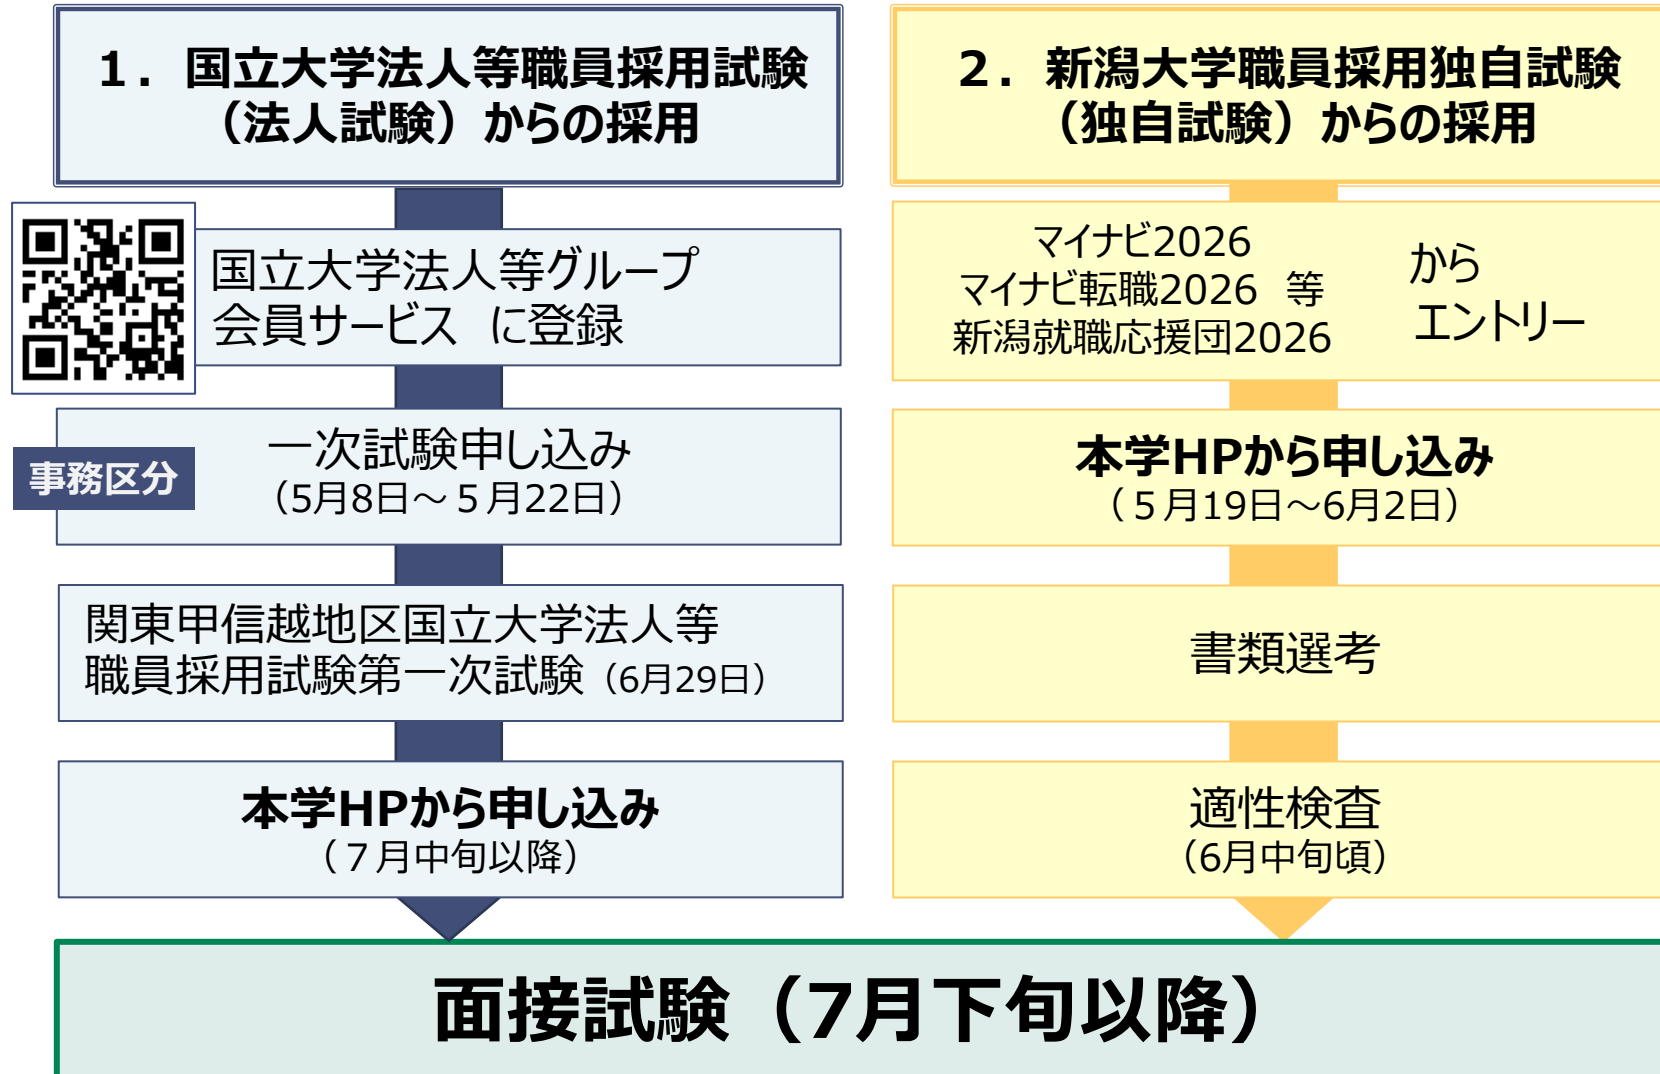 １．国立大学法人等職員採用試験
（法人試験）からの採用
国立大学法人等グループ
会員サービス に登録
事務区分
一次試験申し込み
（5月8日～５月22日）
関東甲信越地区国立大学法人等
職員採用試験第一次試験（6月29日）
本学HPから申し込み
（７月中旬以降）
２．新潟大学職員採用独自試験
（独自試験）からの採用
マイナビ2026
マイナビ転職2026 等
新潟就職応援団2026
から
エントリー
本学HPから申し込み
（５月19日～6月2日）
書類選考
適性検査
（6月中旬頃）
面接試験（7月下旬以降）